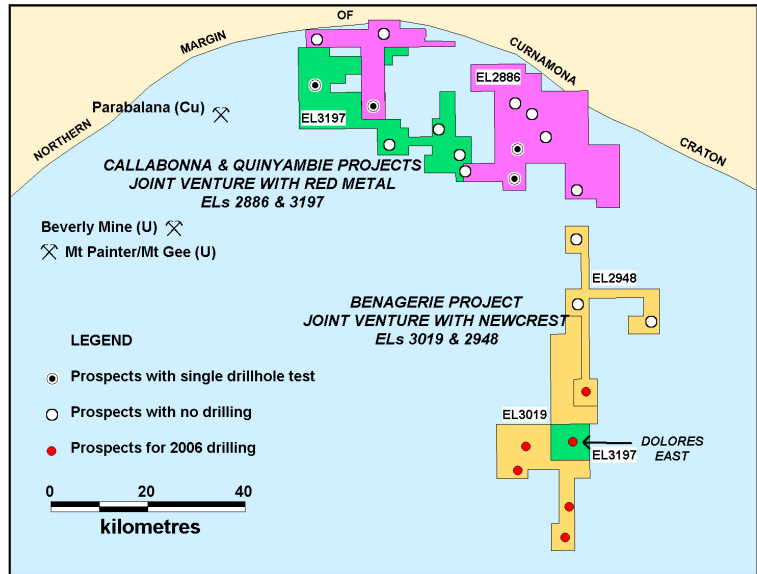 NORTHERN MARGIN OF CURNAMONA CRATON
EL2886
Parabalana (Cu)
EL3197
CALLABONNA & QUINYAMBIE PROJECTS
JOINT VENTURE WITH RED METAL
ELs 2886 & 3197
Beverly Mine (U)
Mt Painter/Mt Gee (U)
EL2948
BENAGERIE PROJECT
JOINT VENTURE WITH NEWCREST
ELs 3019 & 2948
LEGEND
Prospects with single drillhole test
Prospects with no drilling
Prospects for 2006 drilling
EL3019
DOLORES
EAST
EL3197
0 20 40
kilometres